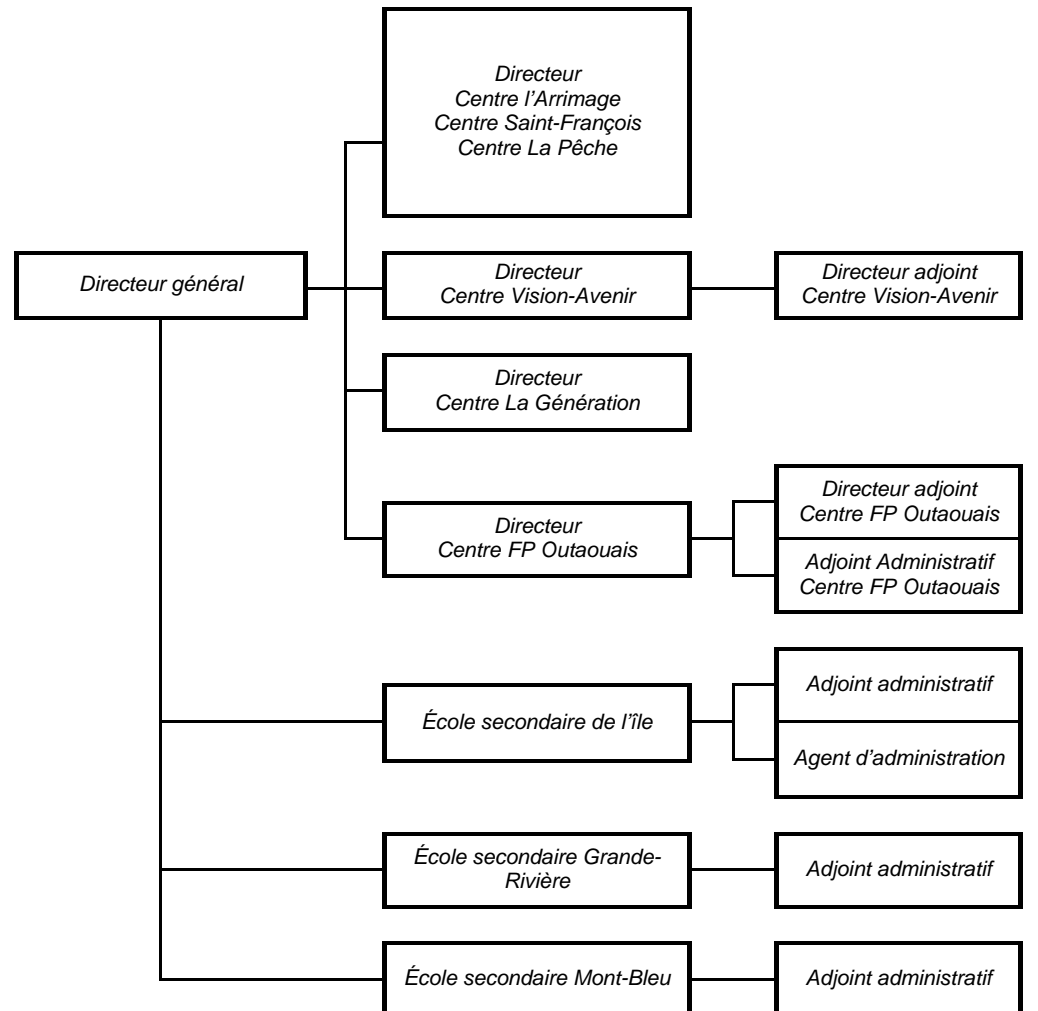 Directeur
Centre l'Arrimage
Centre Saint-François
Centre La Pêche
Directeur général
Directeur
Centre Vision-Avenir
Directeur adjoint
Centre Vision-Avenir
Directeur
Centre La Génération
Directeur
Centre FP Outaouais
Directeur adjoint
Centre FP Outaouais
Adjoint Administratif
Centre FP Outaouais
École secondaire de l'île
Adjoint administratif
Agent d'administration
École secondaire Grande-
Rivière
Adjoint administratif
École secondaire Mont-Bleu
Adjoint administratif